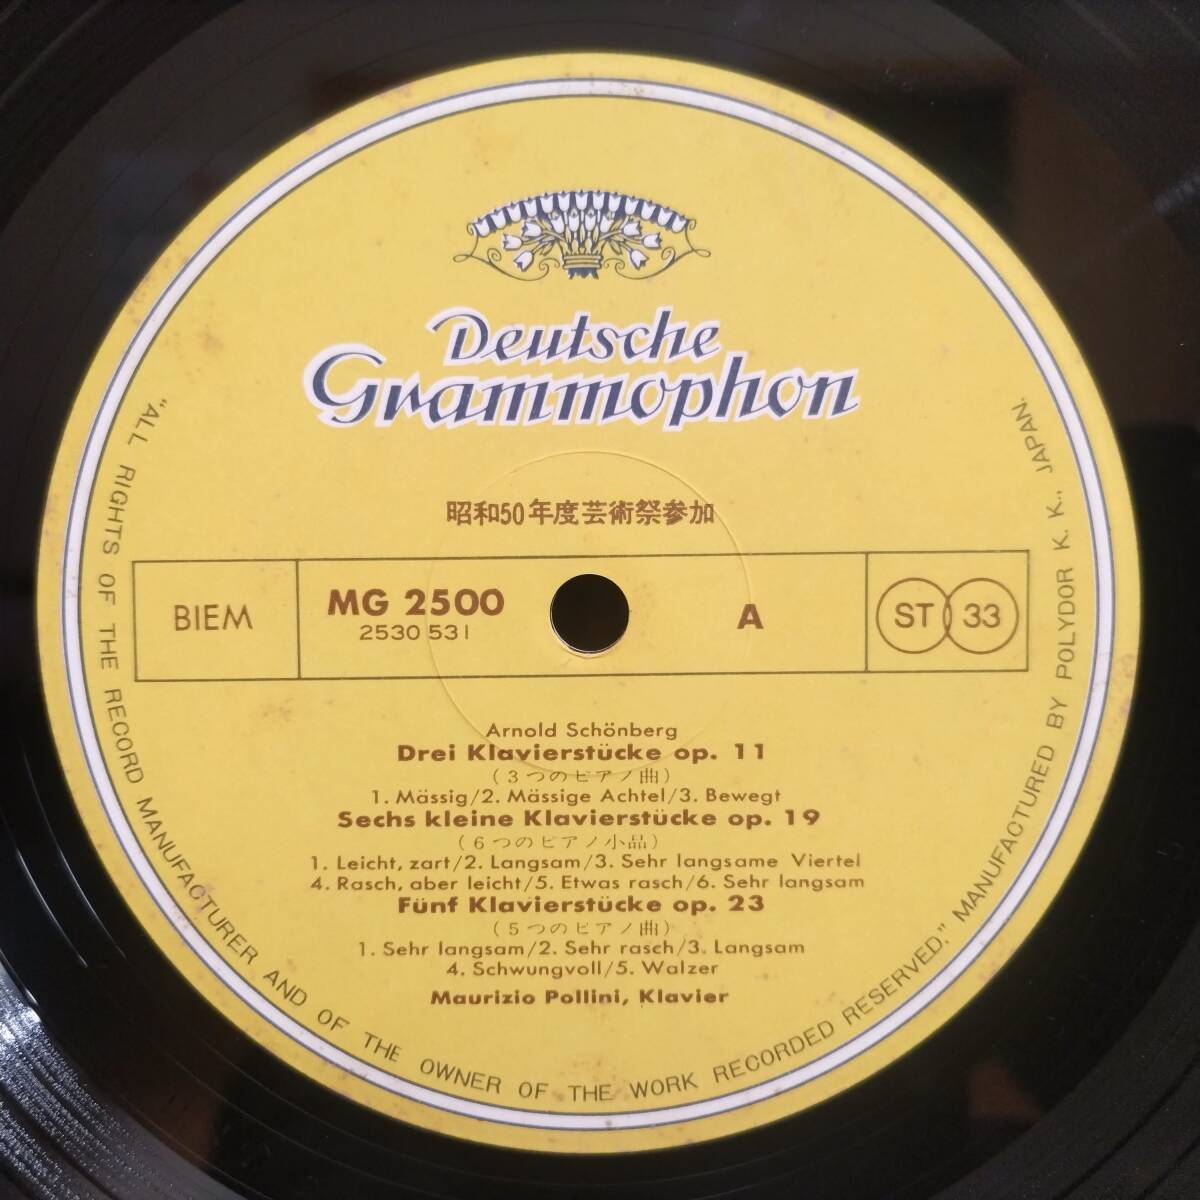 Deutsche
Grammophon
昭和50年度芸術祭参加
BIEM
MG 2500
2530 531
A
ST 33
Arnold Schönberg
Drei Klavierstücke op. 11
(3つのピアノ曲)
1. Mässig/2. Mässige Achtel/3. Bewegt
Sechs kleine Klavierstücke op. 19
(6つのピアノ小品)
1. Leicht, zart/2. Langsam/3. Sehr langsame Viertel
4. Rasch, aber leicht/5. Etwas rasch/6. Sehr langsam
Fünf Klavierstücke op. 23
(5つのピアノ曲)
1. Sehr langsam/2. Sehr rasch/3. Langsam
4. Schwungvoll/5. Walzer
Maurizio Pollini, Klavier
"ALL RIGHTS OF THE RECORD MANUFACTURER AND OF THE OWNER OF THE WORK RECORDED RESERVED." MANUFACTURED BY POLYDOR K. K., JAPAN.